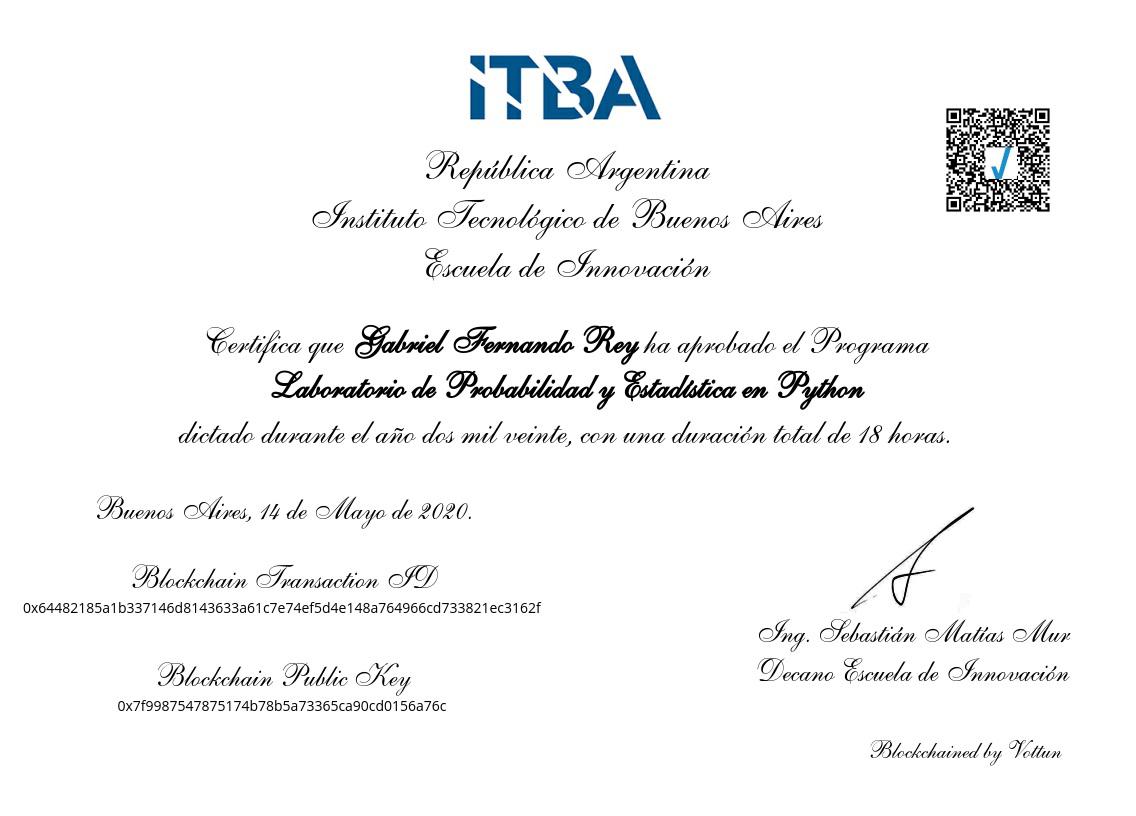 ITBA
República Argentina
Instituto Tecnológico de Buenos Aires
Escuela de Innovación
Certifica que Gabriel Fernando Rey ha aprobado el Programa
Laboratorio de Probabilidad y Estadística en Python
dictado durante el año dos mil veinte, con una duración total de 18 horas.
Buenos Aires, 14 de Mayo de 2020.
Blockchain Transaction ID
0x64482185a1b337146d8143633a61c7e74ef5d4e148a764966cd733821ec3162f
Blockchain Public Key
0x7f9987547875174b78b5a73365ca90cd0156a76c
Ing. Sebastián Matías Mur
Decano Escuela de Innovación
Blockchained by Vottun